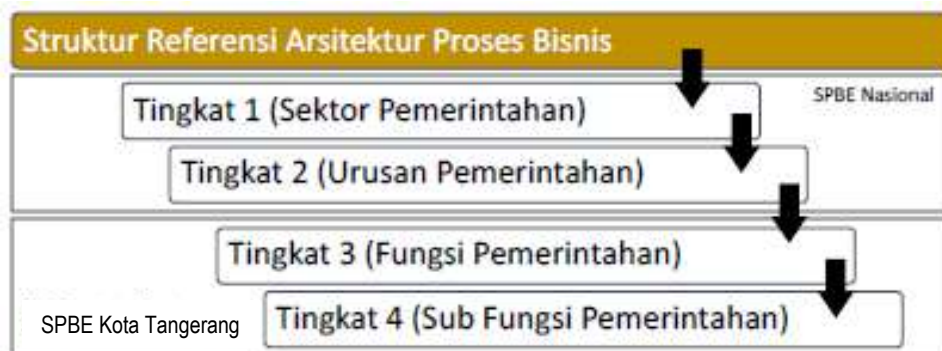 Struktur Referensi Arsitektur Proses Bisnis
SPBE Nasional
Tingkat 1 (Sektor Pemerintahan)
Tingkat 2 (Urusan Pemerintahan)
Tingkat 3 (Fungsi Pemerintahan)
SPBE Kota Tangerang
Tingkat 4 (Sub Fungsi Pemerintahan)